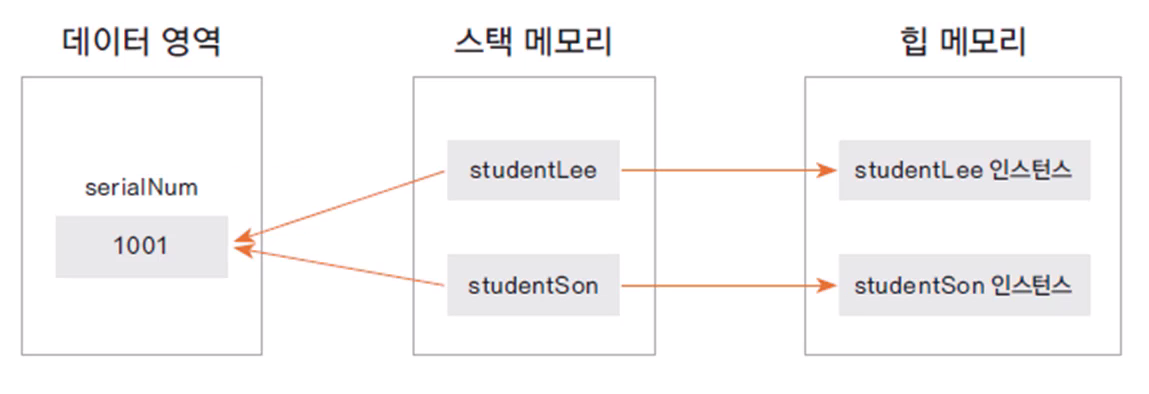 데이터 영역
스택 메모리
힙 메모리
serialNum
1001
studentLee
studentSon
studentLee 인스턴스
studentSon 인스턴스